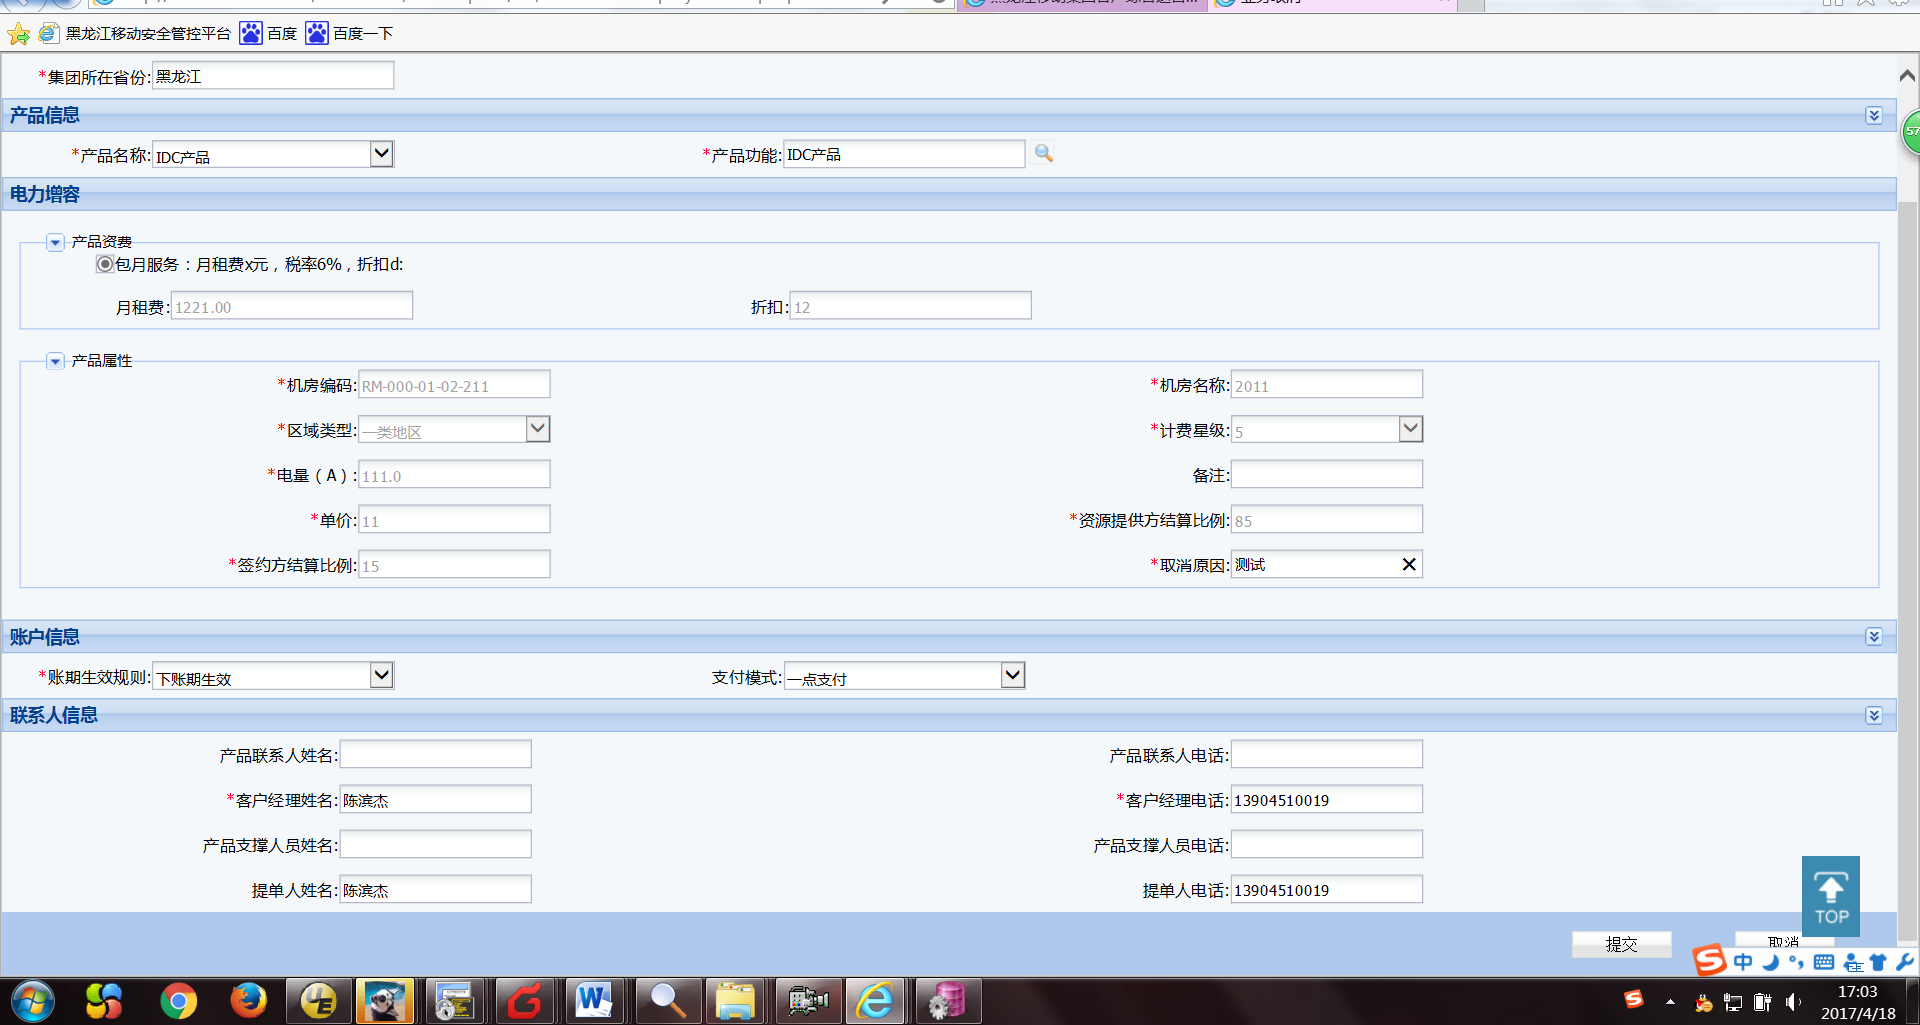 黑龙江移动安全管控平台 百度 百度一下
*集团所在省份: 黑龙江
产品信息
57
*产品名称: IDC产品 *产品功能: IDC产品
电力增容
产品资费
包月服务：月租费x元，税率6%，折扣d:
月租费: 1221.00 折扣: 12
产品属性
*机房编码: RM-000-01-02-211 *机房名称: 2011
*区域类型: 一类地区 *计费星级: 5
*电量（A）: 111.0 备注:
*单价: 11 *资源提供方结算比例: 85
*签约方结算比例: 15 *取消原因: 测试
账户信息
*账期生效规则: 下账期生效 支付模式: 一点支付
联系人信息
产品联系人姓名: 产品联系人电话:
*客户经理姓名: 陈滨杰 *客户经理电话: 13904510019
产品支撑人员姓名: 产品支撑人员电话:
提单人姓名: 陈滨杰 提单人电话: 13904510019
TOP
提交 取消
中
17:03
2017/4/18